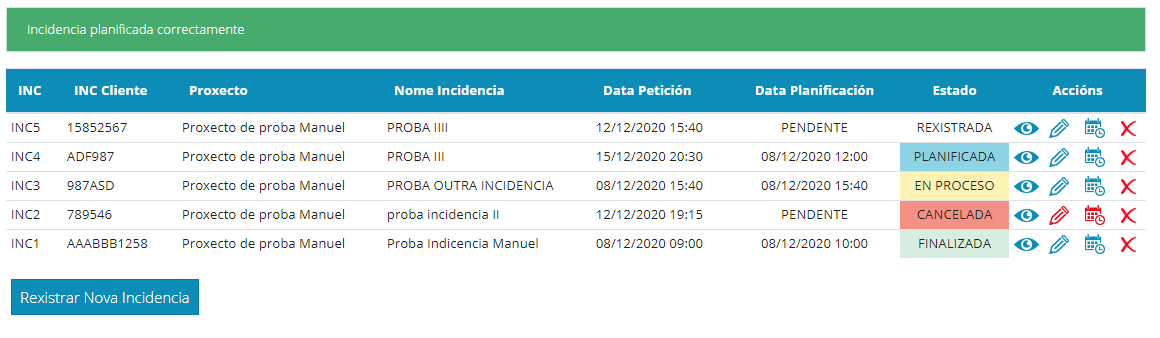 Incidencia planificada correctamente
INC INC Cliente Proxecto Nome Incidencia Data Petición Data Planificación Estado Accións
INC5 15852567 Proxecto de proba Manuel PROBA IIII 12/12/2020 15:40 PENDENTE REXISTRADA
INC4 ADF987 Proxecto de proba Manuel PROBA III 15/12/2020 20:30 08/12/2020 12:00 PLANIFICADA
INC3 987ASD Proxecto de proba Manuel PROBA OUTRA INCIDENCIA 08/12/2020 15:40 08/12/2020 15:40 EN PROCESO
INC2 789546 Proxecto de proba Manuel proba incidencia II 12/12/2020 19:15 PENDENTE CANCELADA
INC1 AAABBB1258 Proxecto de proba Manuel Proba Indicencia Manuel 08/12/2020 09:00 08/12/2020 10:00 FINALIZADA
Rexistrar Nova Incidencia